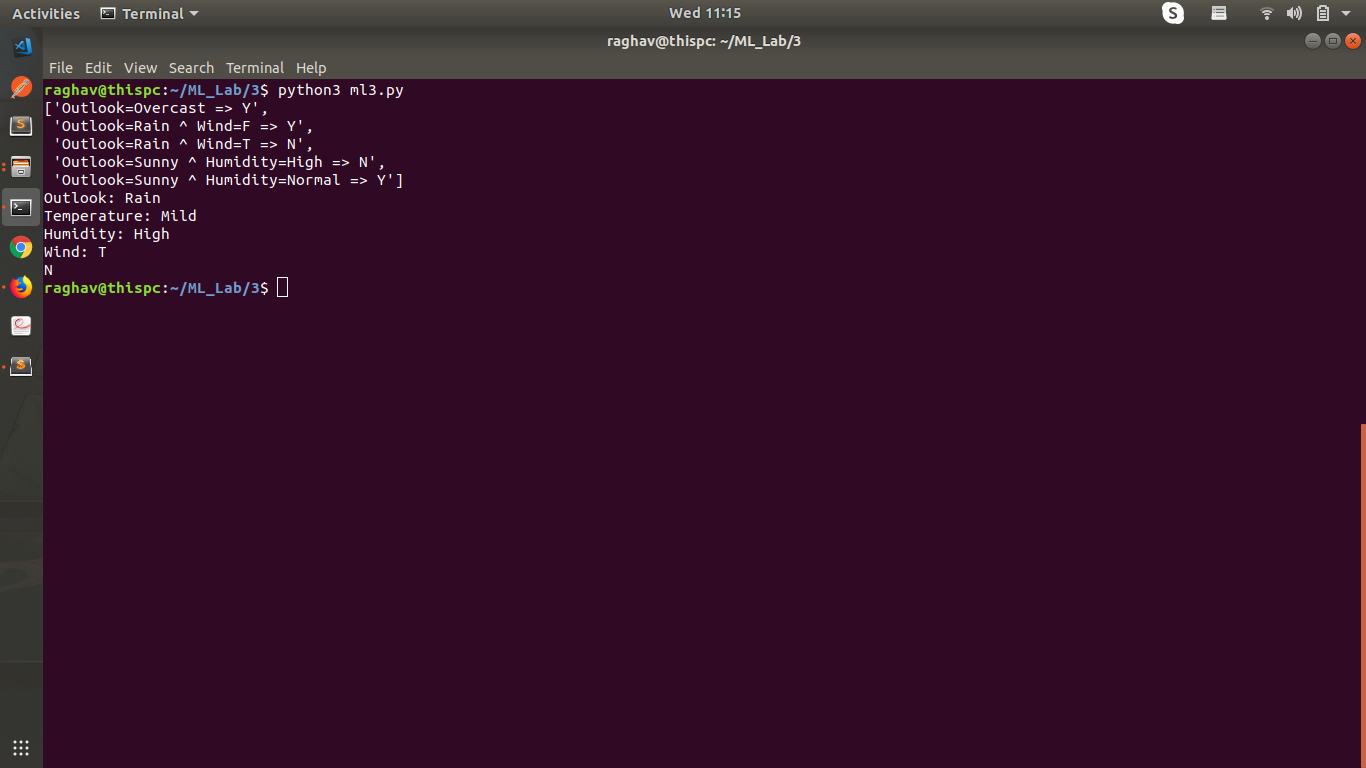 Activities Terminal Wed 11:15
raghav@thispc: ~/ML_Lab/3
File Edit View Search Terminal Help
raghav@thispc:~/ML_Lab/3$ python3 ml3.py
['Outlook=Overcast => Y',
 'Outlook=Rain ^ Wind=F => Y',
 'Outlook=Rain ^ Wind=T => N',
 'Outlook=Sunny ^ Humidity=High => N',
 'Outlook=Sunny ^ Humidity=Normal => Y']
Outlook: Rain
Temperature: Mild
Humidity: High
Wind: T
N
raghav@thispc:~/ML_Lab/3$